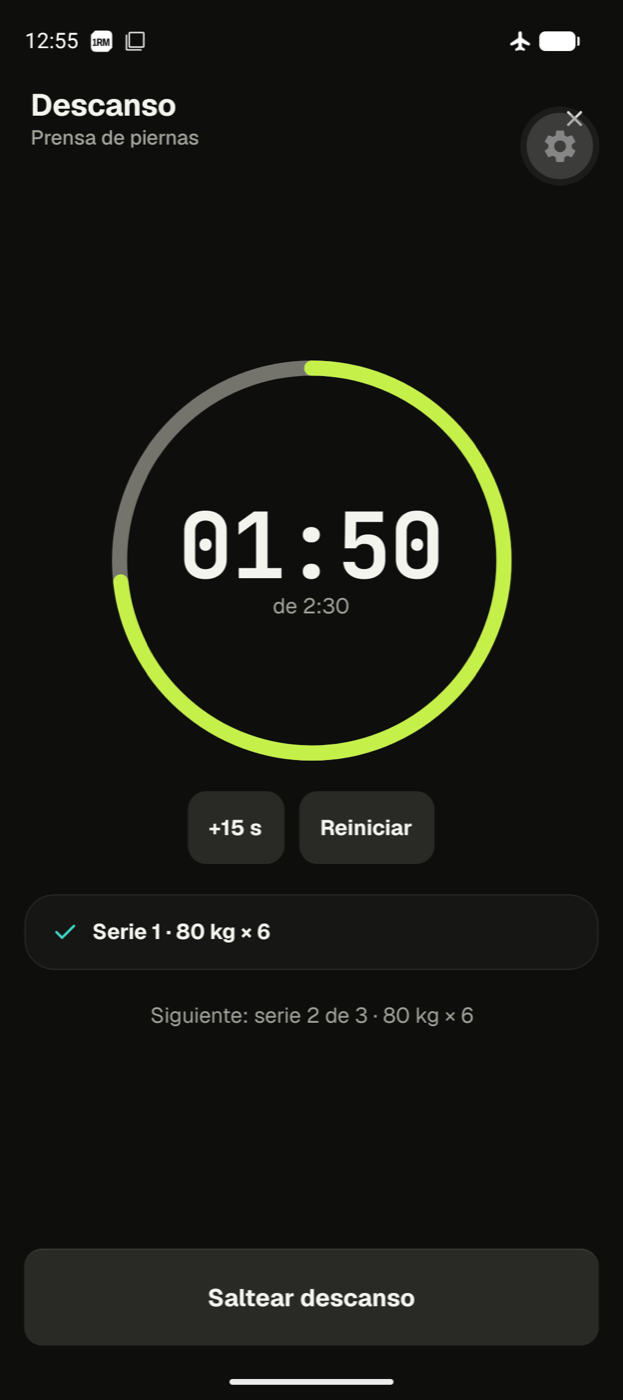 12:55 1RM
Descanso
Prensa de piernas
01:50
de 2:30
+15 s Reiniciar
Serie 1 · 80 kg × 6
Siguiente: serie 2 de 3 · 80 kg × 6
Saltear descanso